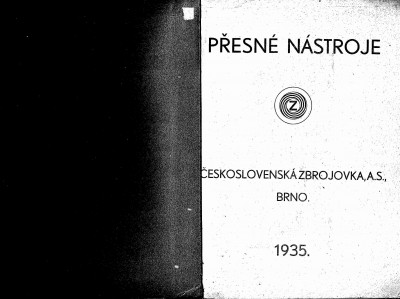 PŘESNÉ NÁSTROJE
Z
ČESKOSLOVENSKÁ ZBROJOVKA, A.S.,
BRNO.
1935.